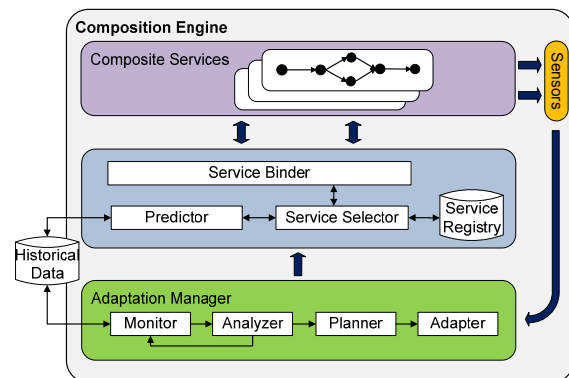 Composition Engine
Composite Services
Sensors
Service Binder
Predictor
Service Selector
Service
Registry
Historical
Data
Adaptation Manager
Monitor
Analyzer
Planner
Adapter